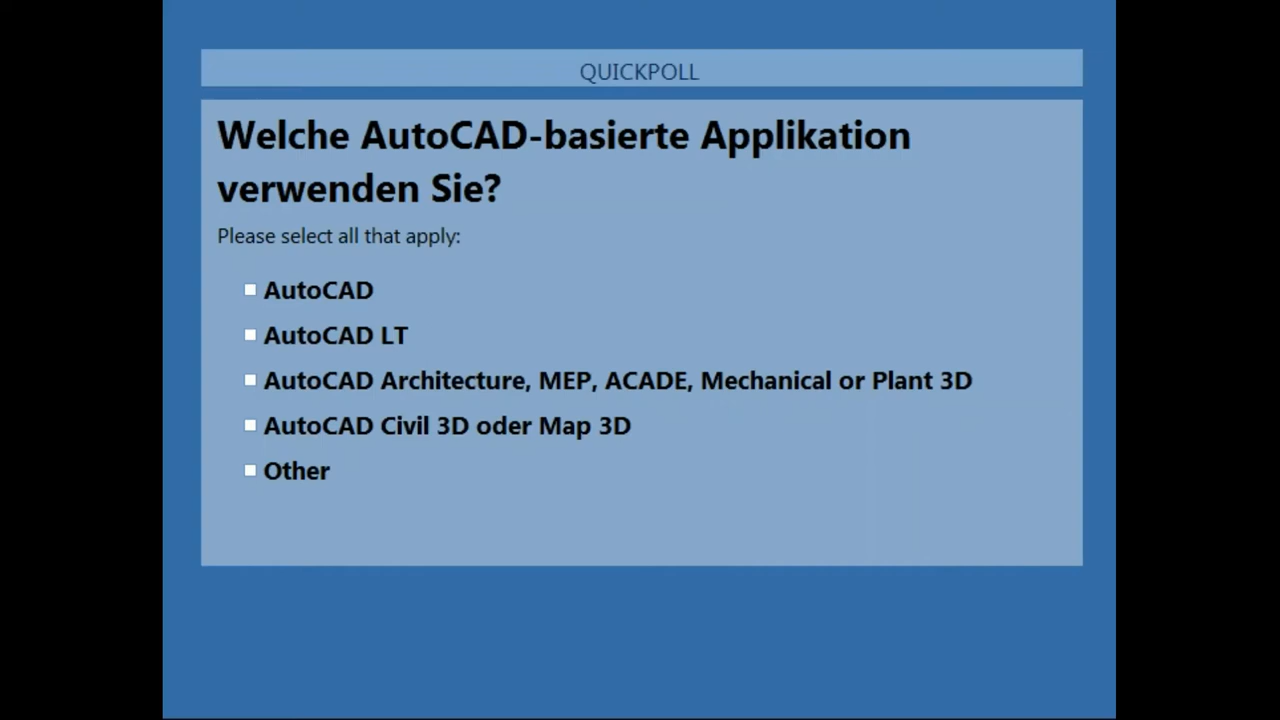 QUICKPOLL
Welche AutoCAD-basierte Applikation
verwenden Sie?
Please select all that apply:
AutoCAD
AutoCAD LT
AutoCAD Architecture, MEP, ACADE, Mechanical or Plant 3D
AutoCAD Civil 3D oder Map 3D
Other